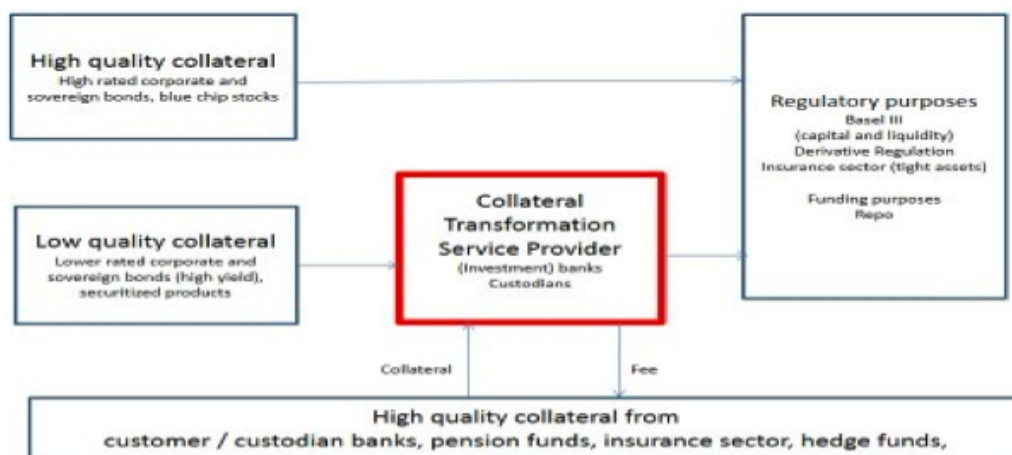 High quality collateral
High rated corporate and
sovereign bonds, blue chip stocks
Regulatory purposes
Basel III
(capital and liquidity)
Derivative Regulation
Insurance sector (tight assets)
Funding purposes
Repo
Collateral
Transformation
Service Provider
(Investment) banks
Custodians
Low quality collateral
Lower rated corporate and
sovereign bonds (high yield),
securitized products
Collateral
Fee
High quality collateral from
customer / custodian banks, pension funds, insurance sector, hedge funds,